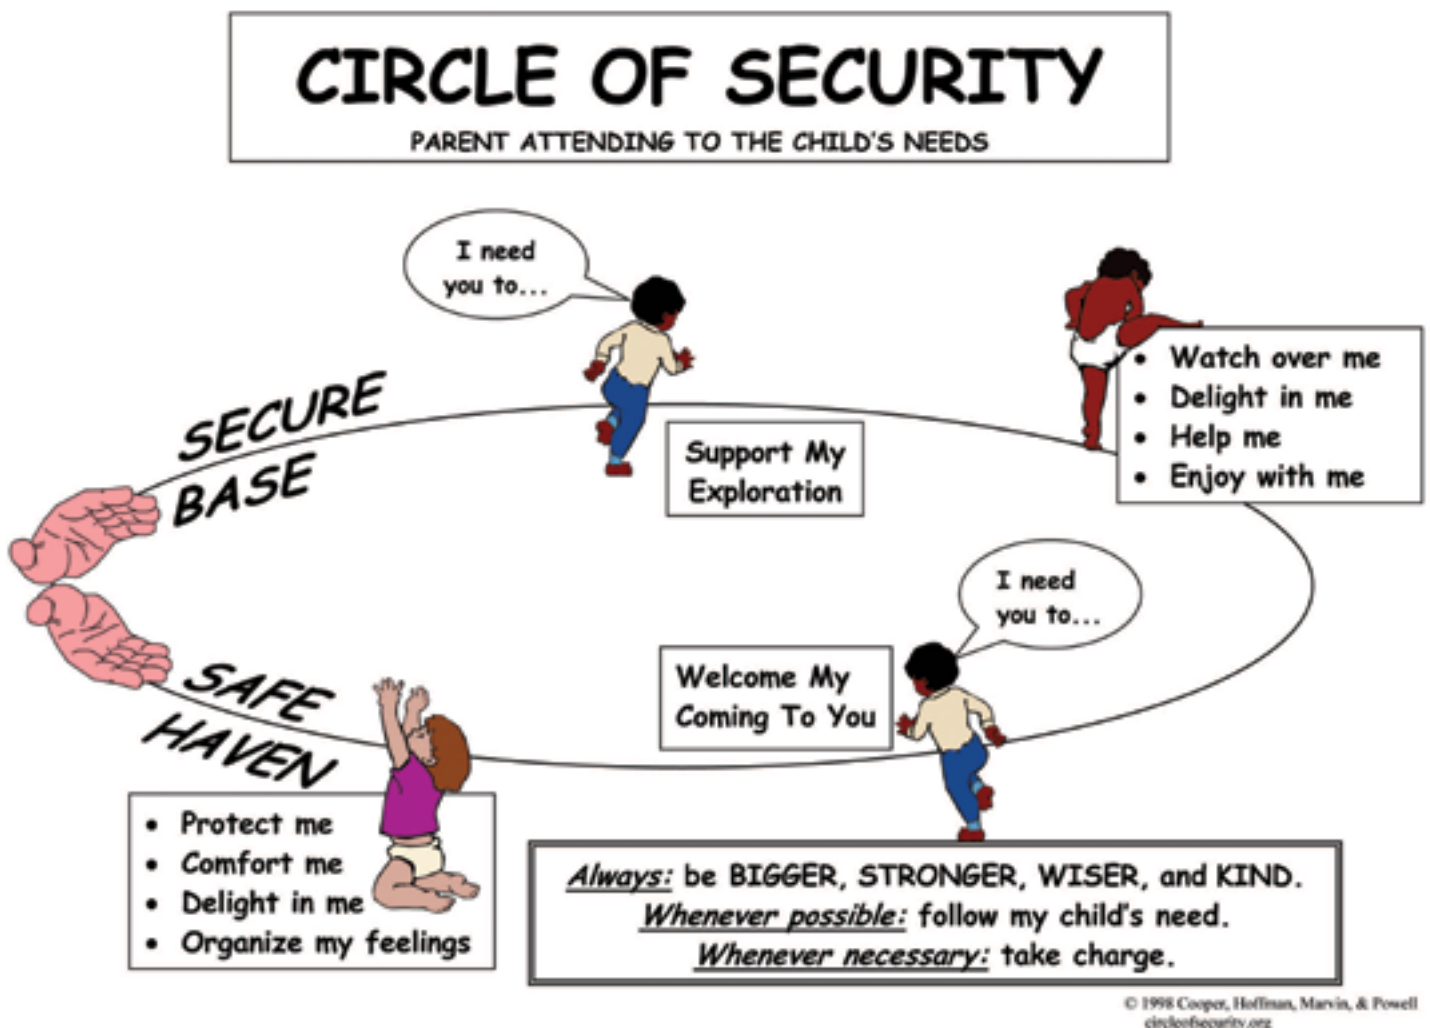 CIRCLE OF SECURITY
PARENT ATTENDING TO THE CHILD'S NEEDS
I need
you to...
SECURE
BASE
Support My
Exploration
• Watch over me
• Delight in me
• Help me
• Enjoy with me
I need
you to...
Welcome My
Coming To You
SAFE
HAVEN
• Protect me
• Comfort me
• Delight in me
• Organize my feelings
Always: be BIGGER, STRONGER, WISER, and KIND.
Whenever possible: follow my child's need.
Whenever necessary: take charge.
© 1998 Cooper, Hoffman, Marvin, & Powell
circleofsecurity.org